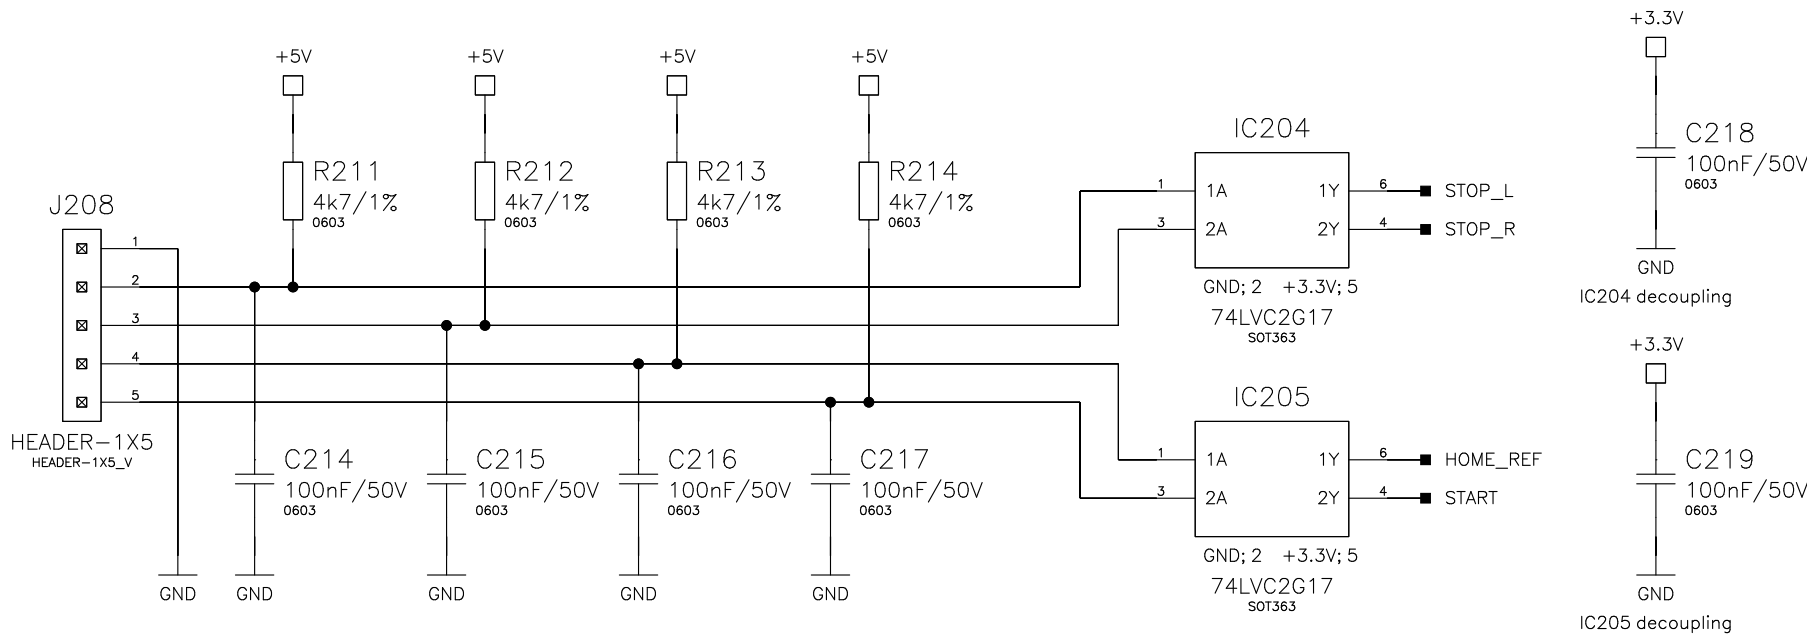 +3.3V
+5V
+5V
+5V
+5V
IC204
C218
100nF/50V
0603
R211
4k7/1%
0603
R212
4k7/1%
0603
R213
4k7/1%
0603
R214
4k7/1%
0603
1 1A 1Y 6 STOP_L
3 2A 2Y 4 STOP_R
J208
1
2
3
4
5
HEADER-1X5
HEADER-1X5_V
GND
IC204 decoupling
GND; 2 +3.3V; 5
74LVC2G17
SOT363
+3.3V
IC205
C214
100nF/50V
0603
C215
100nF/50V
0603
C216
100nF/50V
0603
C217
100nF/50V
0603
1 1A 1Y 6 HOME_REF
3 2A 2Y 4 START
C219
100nF/50V
0603
GND; 2 +3.3V; 5
74LVC2G17
SOT363
GND
GND
GND
GND
GND
GND
IC205 decoupling